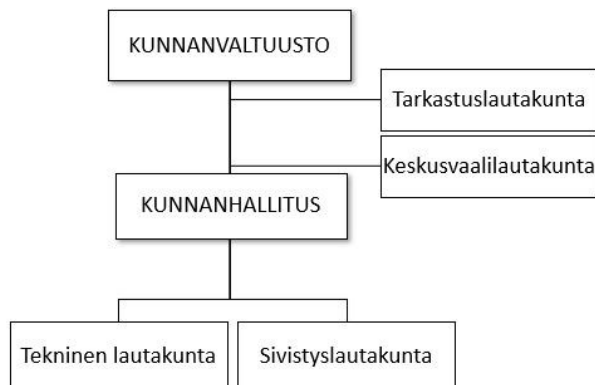 KUNNANVALTUUSTO
Tarkastuslautakunta
Keskusvaalilautakunta
KUNNANHALLITUS
Tekninen lautakunta
Sivistyslautakunta